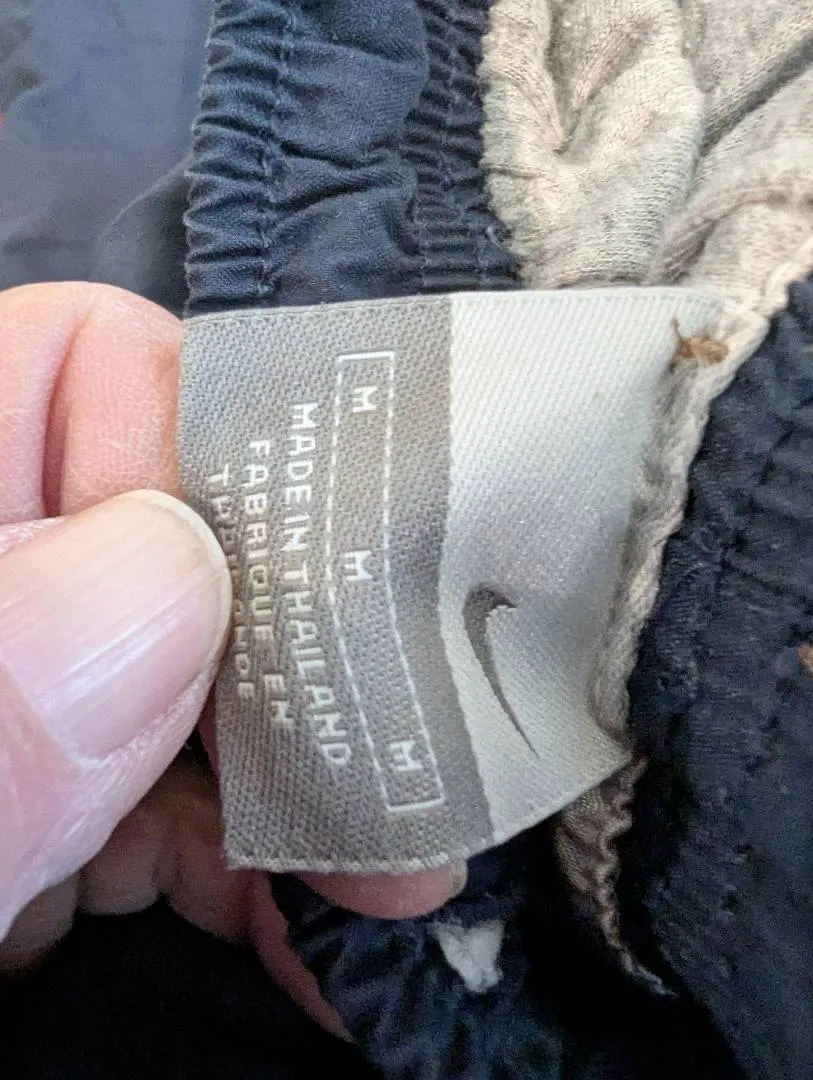 M M M
MADE IN THAILAND
FABRIQUE EN
THAILANDE